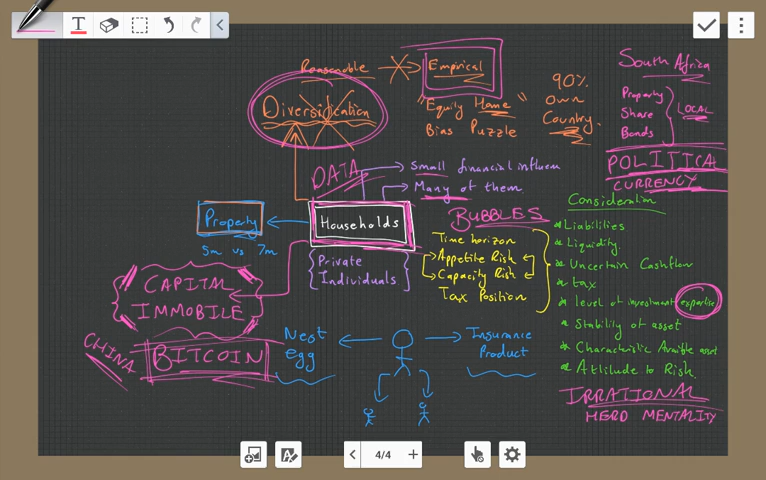 T
Reasonable
Empirical
Diversification
"Equity Home"
Bias Puzzle
90%
own
Country.
South Africa
Property
Share
Bonds
LOCAL
POLITICAL
CURRENCY
DATA
Small financial influen
Many of them
Property
5m vs 7m
Households
Private
Individuals
BUBBLES
Time horizon
Appetite Risk
Capacity Risk
Tax Position
Consideration
* Liabilities
* Liquidity
* Uncertain Cashflow
* tax
* level of investment expertise
* Stability of asset
* Characteristic Avaible asset
* Attitude to Risk
CAPITAL
IMMOBILE
CHINA
BITCOIN
Nest
egg
Insurance
Product
IRRATIONAL
HERD MENTALITY
A
4/4